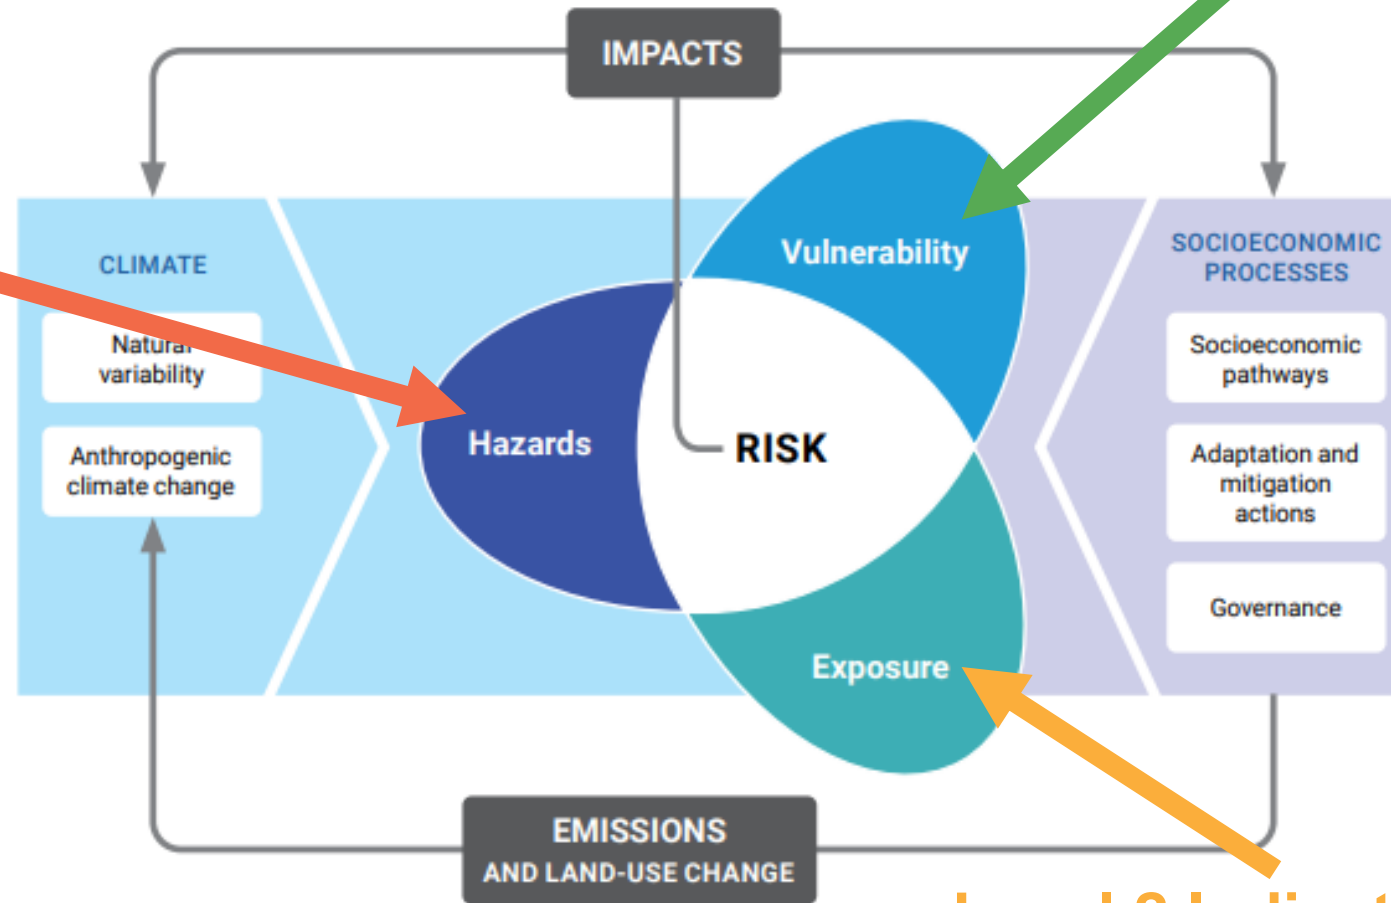 IMPACTS
CLIMATE
Natural
variability
Anthropogenic
climate change
Vulnerability
Hazards
RISK
Exposure
SOCIOECONOMIC
PROCESSES
Socioeconomic
pathways
Adaptation and
mitigation
actions
Governance
EMISSIONS
AND LAND-USE CHANGE